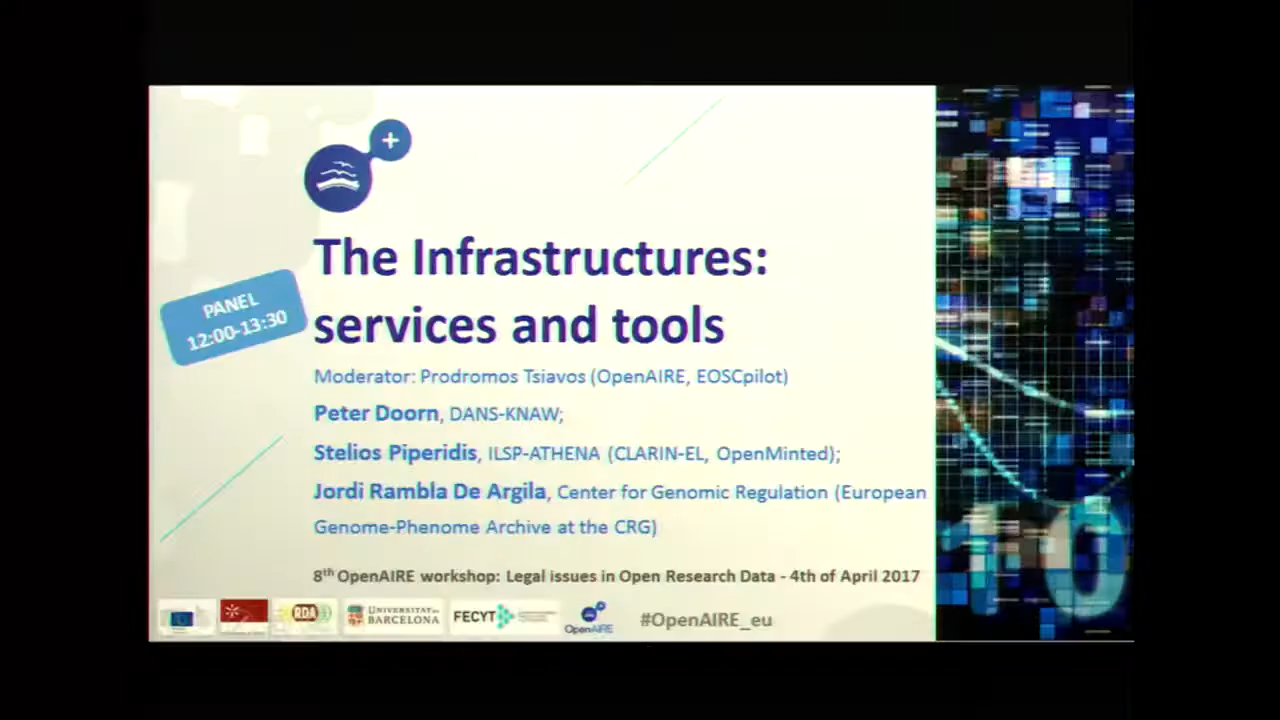 PANEL
12:00-13:30
The Infrastructures:
services and tools
Moderator: Prodromos Tsiavos (OpenAIRE, EOSCpilot)
Peter Doorn, DANS-KNAW;
Stelios Piperidis, ILSP-ATHENA (CLARIN-EL, OpenMinted);
Jordi Rambla De Argila, Center for Genomic Regulation (European
Genome-Phenome Archive at the CRG)
8th OpenAIRE workshop: Legal issues in Open Research Data - 4th of April 2017
RDA
UNIVERSITAT DE
BARCELONA
FECYT
OpenAIRE
#OpenAIRE_eu
10